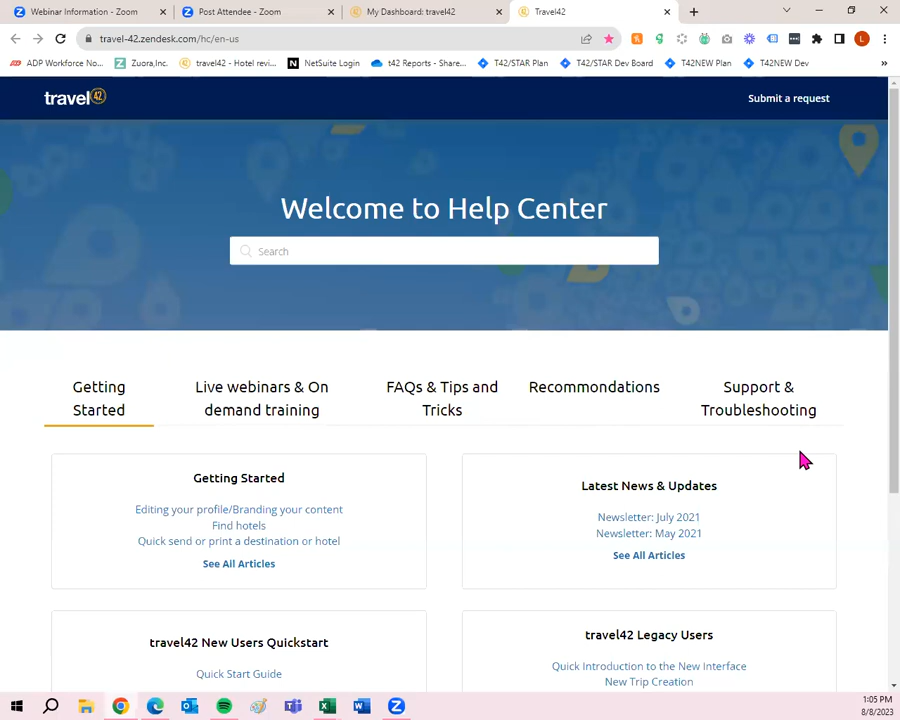 Webinar Information - Zoom
Post Attendee - Zoom
My Dashboard: travel42
Travel42
travel-42.zendesk.com/hc/en-us
L
ADP Workforce No...
Zuora,Inc.
travel42 - Hotel revi...
NetSuite Login
t42 Reports - Share...
T42/STAR Plan
T42/STAR Dev Board
T42NEW Plan
T42NEW Dev
travel42
Submit a request
Welcome to Help Center
Search
Getting
Started
Live webinars & On
demand training
FAQs & Tips and
Tricks
Recommondations
Support &
Troubleshooting
Getting Started
Editing your profile/Branding your content
Find hotels
Quick send or print a destination or hotel
See All Articles
Latest News & Updates
Newsletter: July 2021
Newsletter: May 2021
See All Articles
travel42 New Users Quickstart
Quick Start Guide
travel42 Legacy Users
Quick Introduction to the New Interface
New Trip Creation
1:05 PM
8/8/2023